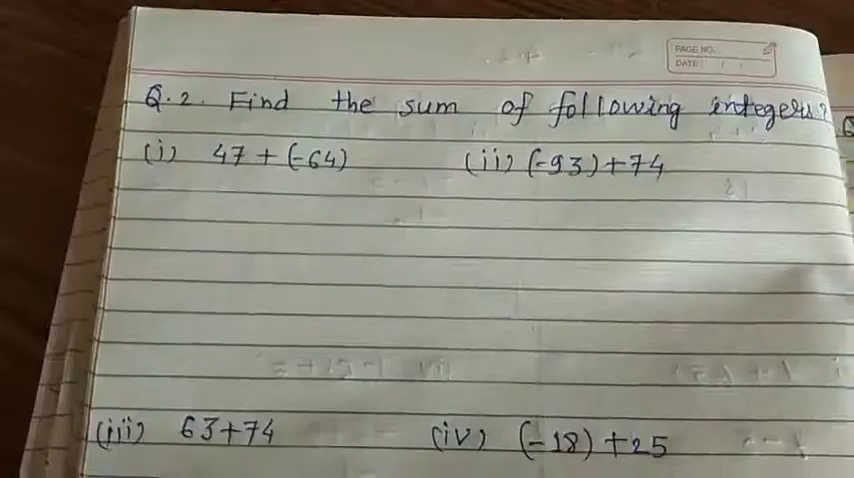 PAGE NO.:
DATE: / /
Q.2. Find the sum of following integers?
(i) 47+(-64) (ii) (-93)+74
(iii) 63+74 (iv) (-18)+25